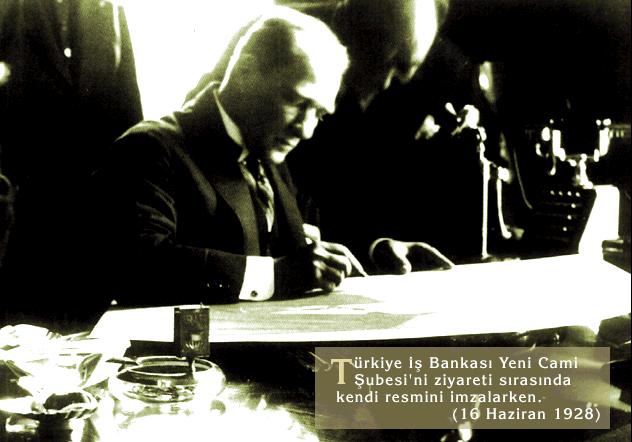 Türkiye İş Bankası Yeni Cami
Şubesi'ni ziyareti sırasında
kendi resmini imzalarken.
(16 Haziran 1928)